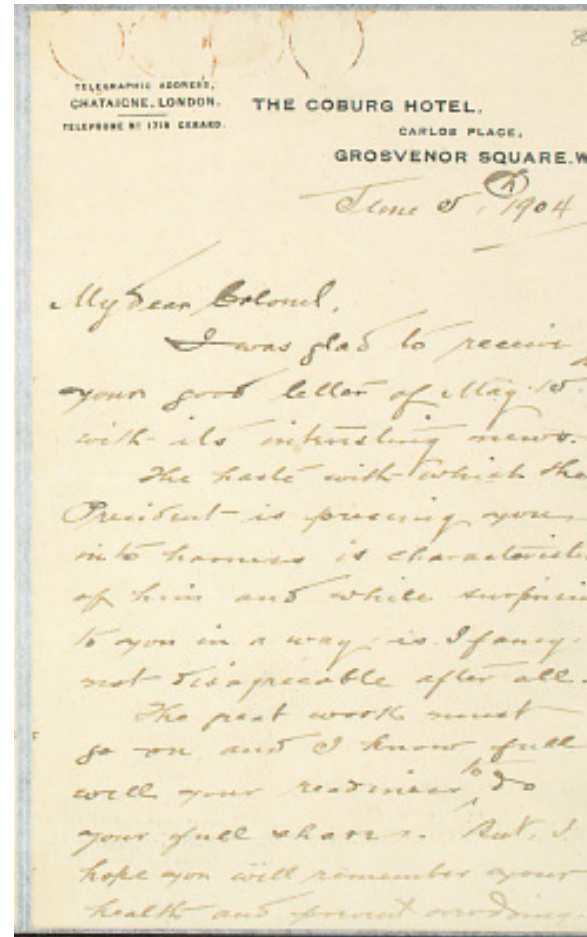 TELEGRAPHIC ADDRESS,
CHATAIGNE, LONDON.
TELEPHONE Nº 1218 GERARD.
THE COBURG HOTEL,
CARLOS PLACE,
GROSVENOR SQUARE. W
June 5, 1904
My dear Colonel,
I was glad to receive
your good letter of May 15
with its interesting news.
The haste with which the
President is pressing you
into harness is characteristi
of him and while surprisin
to you in a way, is I fancy
not disagreeable after all.
The great work must
go on and I know full
well your readiness to do
your full share. But, I
hope you will remember your
health and prevent overdoing